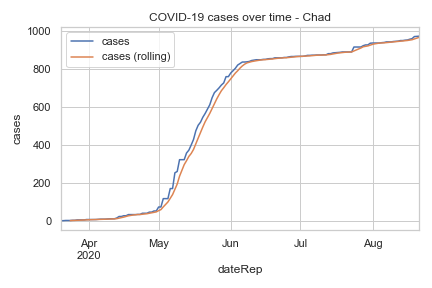 COVID-19 cases over time - Chad
cases
cases (rolling)
1000
800
600
400
200
0
cases
Apr
2020
May
Jun
Jul
Aug
dateRep